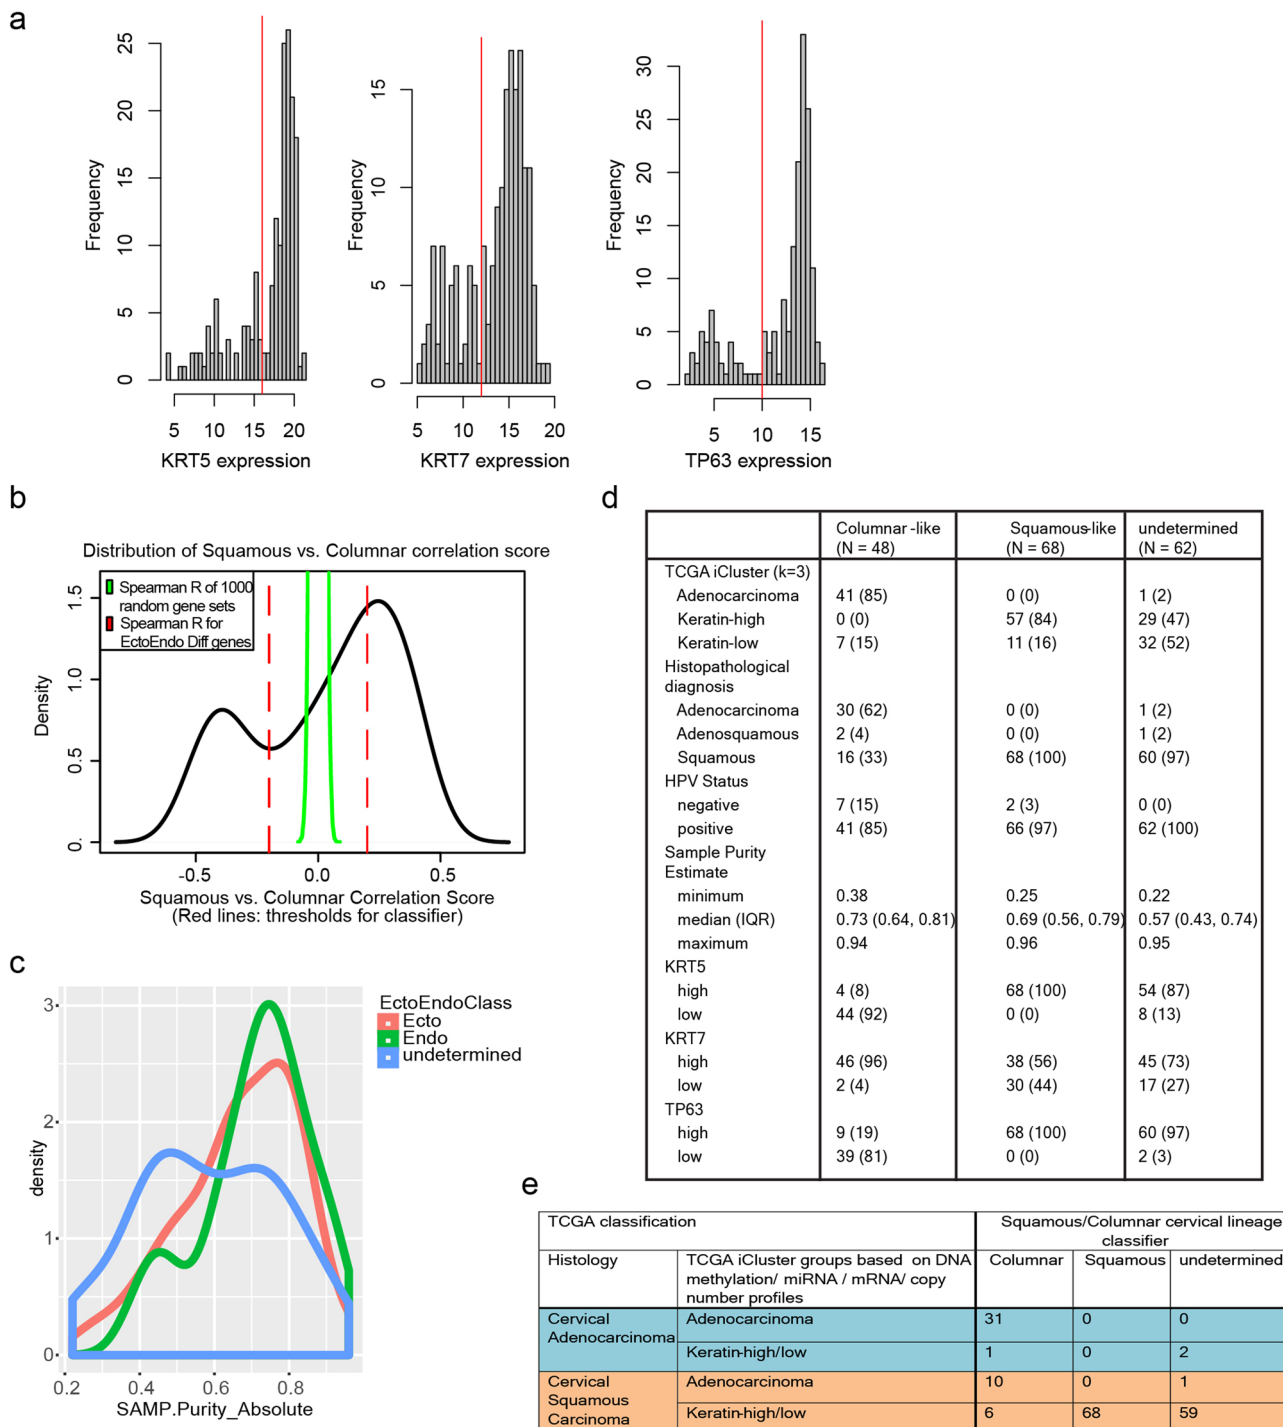 a
Frequency
0 5 10 15 20 25
5 10 15 20
KRT5 expression
Frequency
0 5 10 15
5 10 15 20
KRT7 expression
Frequency
0 5 10 15 20 25 30
5 10 15
TP63 expression
b
Distribution of Squamous vs. Columnar correlation score
Spearman R of 1000
random gene sets
Spearman R for
EctoEndo Diff genes
Density
0. 0.5 1.0 1.5
-0.5 0.0 0.5
Squamous vs. Columnar Correlation Score
(Red lines: thresholds for classifier)
c
density
3
2
1
0
0.2 0.4 0.6 0.8
SAMP.Purity_Absolute
EctoEndoClass
Ecto
Endo
undetermined
d
Columnar -like Squamous-like undetermined
(N = 48) (N = 68) (N = 62)
TCGA iCluster (k=3)
Adenocarcinoma 41 (85) 0 (0) 1 (2)
Keratin-high 0 (0) 57 (84) 29 (47)
Keratin-low 7 (15) 11 (16) 32 (52)
Histopathological
diagnosis
Adenocarcinoma 30 (62) 0 (0) 1 (2)
Adenosquamous 2 (4) 0 (0) 1 (2)
Squamous 16 (33) 68 (100) 60 (97)
HPV Status
negative 7 (15) 2 (3) 0 (0)
positive 41 (85) 66 (97) 62 (100)
Sample Purity
Estimate
minimum 0.38 0.25 0.22
median (IQR) 0.73 (0.64, 0.81) 0.69 (0.56, 0.79) 0.57 (0.43, 0.74)
maximum 0.94 0.96 0.95
KRT5
high 4 (8) 68 (100) 54 (87)
low 44 (92) 0 (0) 8 (13)
KRT7
high 46 (96) 38 (56) 45 (73)
low 2 (4) 30 (44) 17 (27)
TP63
high 9 (19) 68 (100) 60 (97)
low 39 (81) 0 (0) 2 (3)
e
TCGA classification Squamous/Columnar cervical lineage
classifier
Histology TCGA iCluster groups based on DNA Columnar Squamous undetermined
methylation/ miRNA / mRNA/ copy
number profiles
Cervical Adenocarcinoma 31 0 0
Adenocarcinoma
Keratin-high/low 1 0 2
Cervical Adenocarcinoma 10 0 1
Squamous
Carcinoma Keratin-high/low 6 68 59